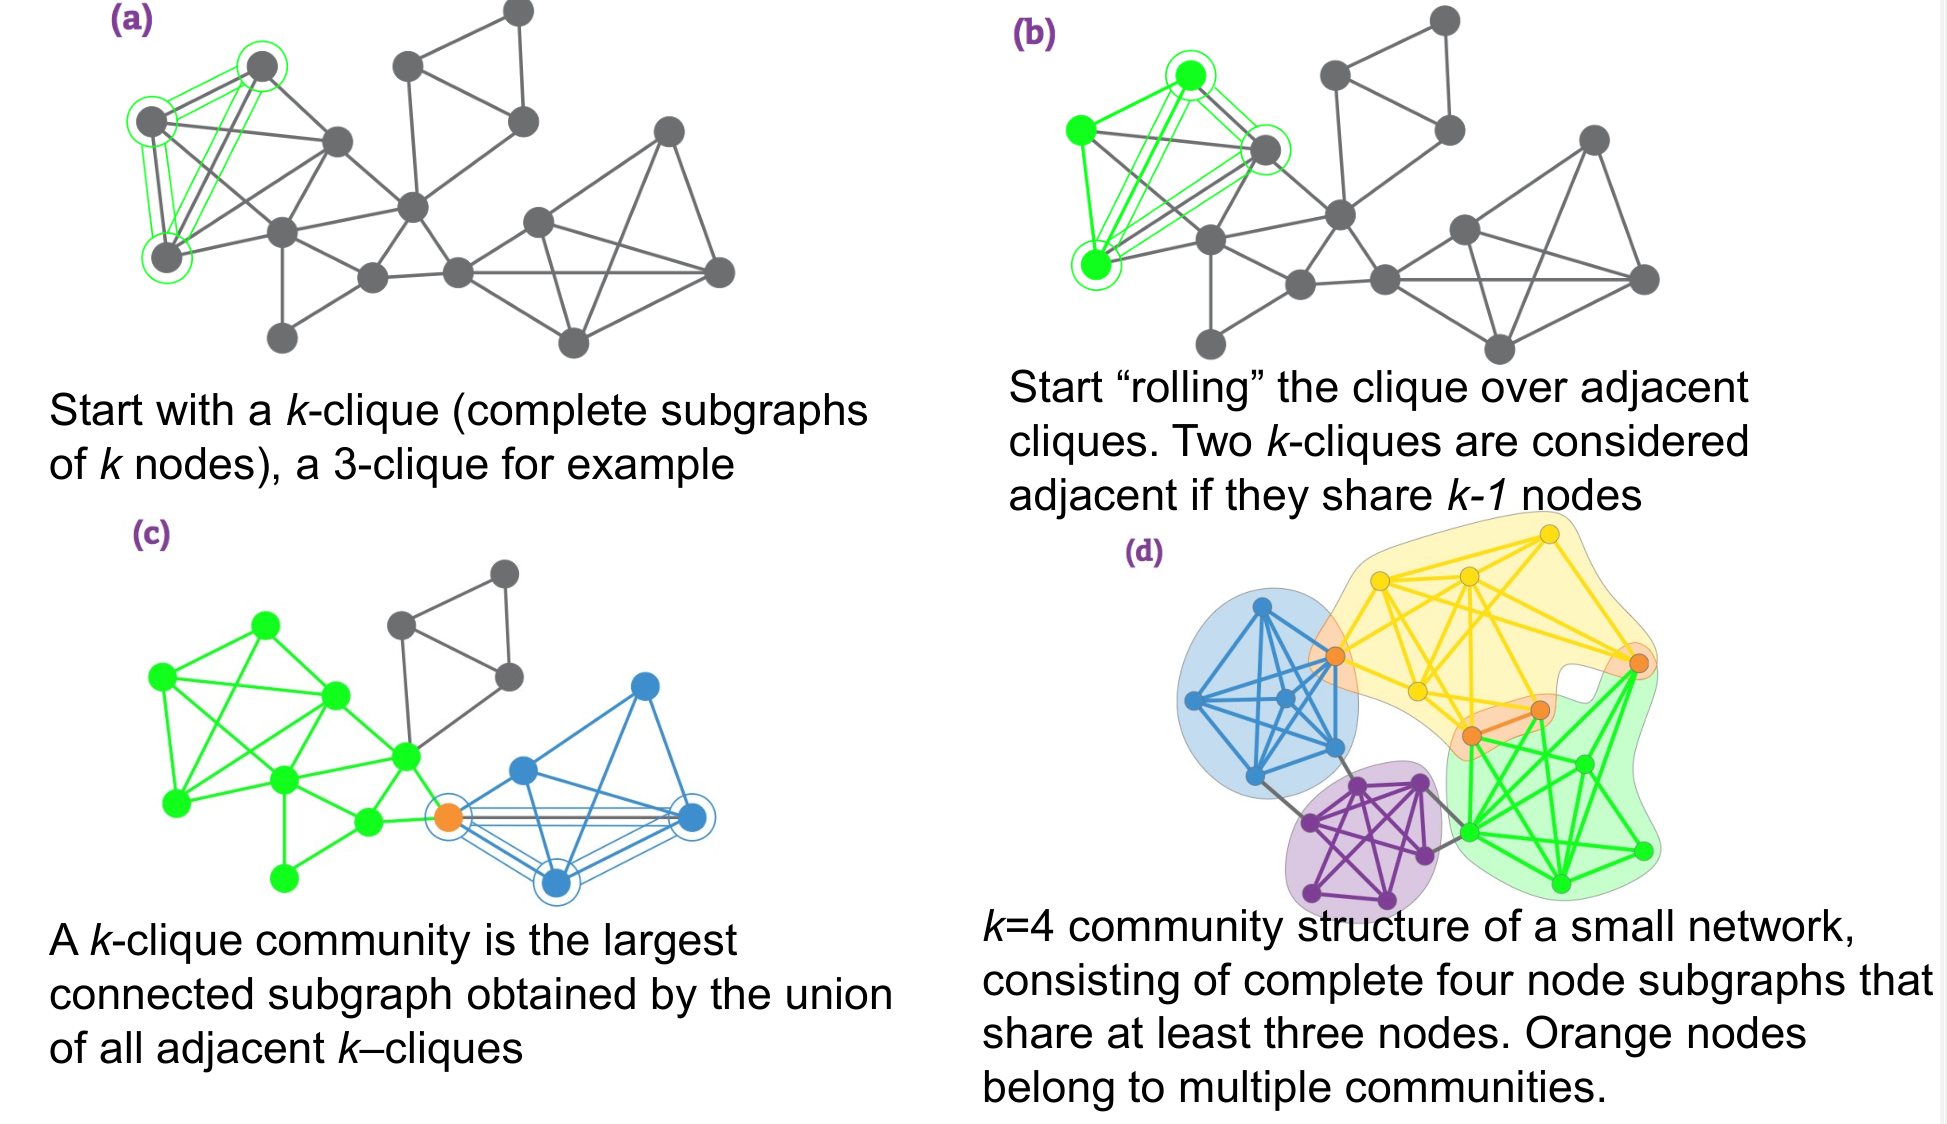 (a)
Start with a k-clique (complete subgraphs
of k nodes), a 3-clique for example
(b)
Start “rolling” the clique over adjacent
cliques. Two k-cliques are considered
adjacent if they share k-1 nodes
(c)
A k-clique community is the largest
connected subgraph obtained by the union
of all adjacent k–cliques
(d)
k=4 community structure of a small network,
consisting of complete four node subgraphs that
share at least three nodes. Orange nodes
belong to multiple communities.